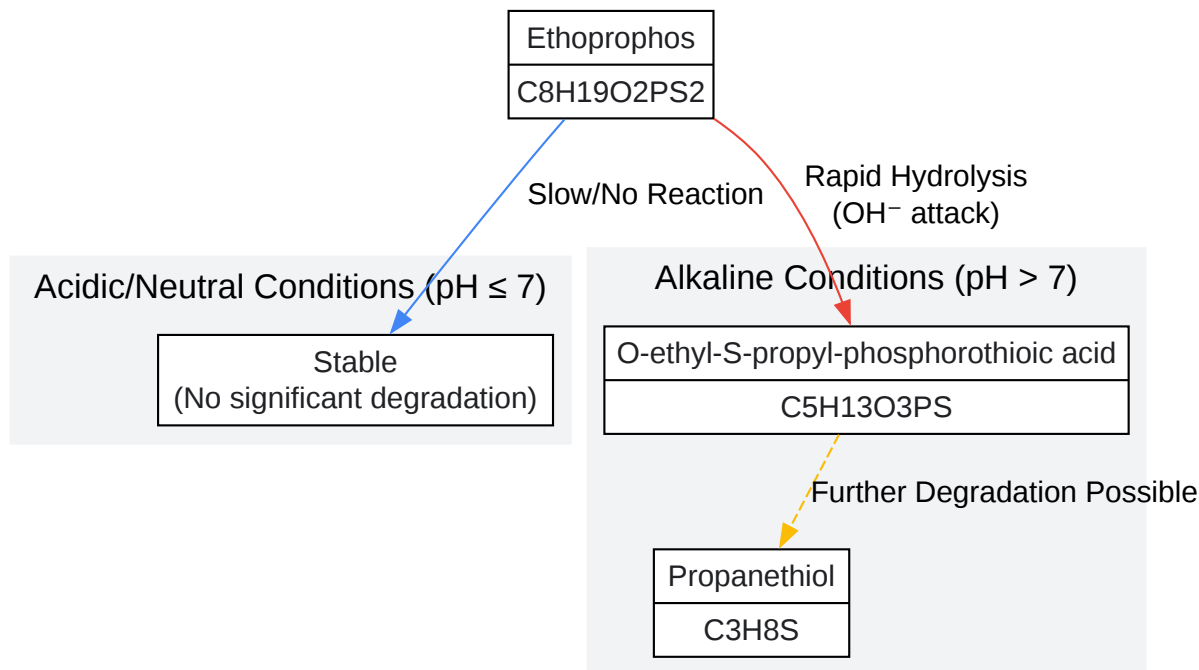 Ethoprophos
C8H19O2PS2
Slow/No Reaction
Rapid Hydrolysis
(OH⁻ attack)
Acidic/Neutral Conditions (pH ≤ 7)
Stable
(No significant degradation)
Alkaline Conditions (pH > 7)
O-ethyl-S-propyl-phosphorothioic acid
C5H13O3PS
Further Degradation Possible
Propanethiol
C3H8S